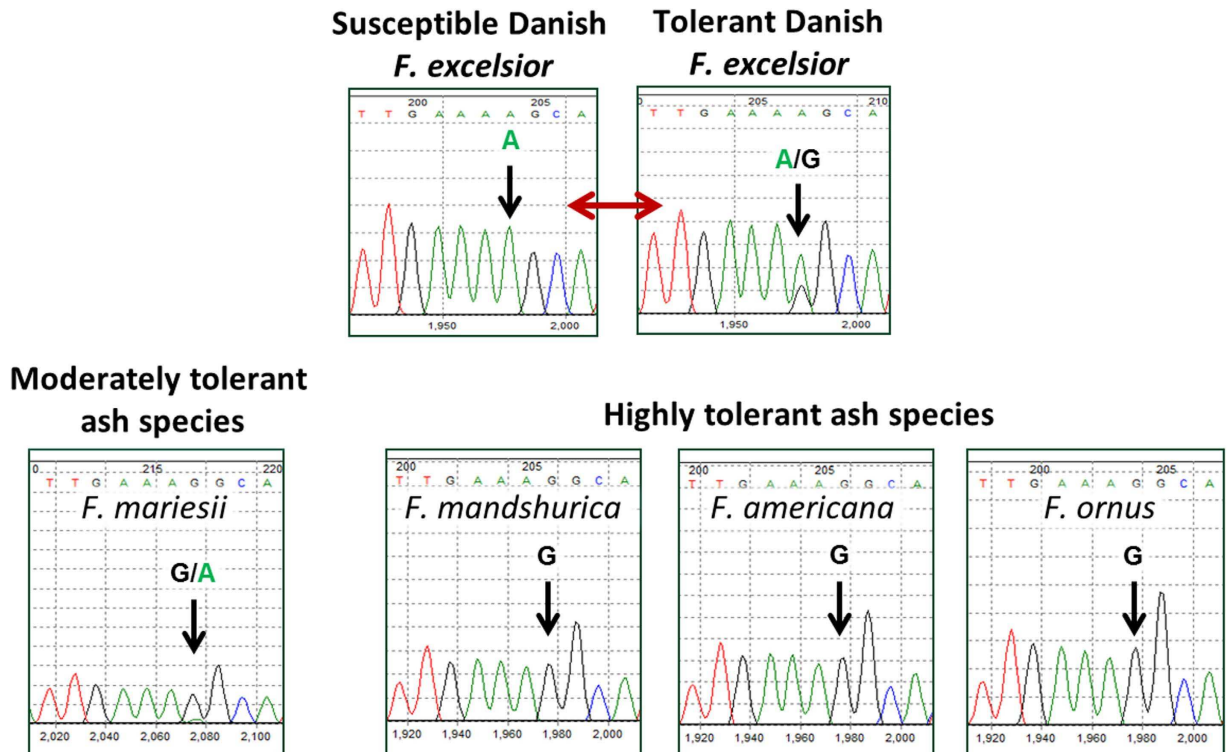 Susceptible Danish
F. excelsior
Tolerant Danish
F. excelsior
200 205
T T G A A A A G C A
A
1,950 2,000
0 205 210
T T G A A A A G C A
A/G
1,950 2,000
Moderately tolerant
ash species
Highly tolerant ash species
0 215 220
T T G A A A G G C A
F. mariesii
G/A
2,020 2,040 2,060 2,080 2,100
200 205
T T G A A A G G C A
F. mandshurica
G
1,920 1,940 1,960 1,980 2,000
200 205
T T G A A A G G C A
F. americana
G
1,920 1,940 1,960 1,980 2,000
200 205
T T G A A A G G C A
F. ornus
G
1,920 1,940 1,960 1,980 2,000